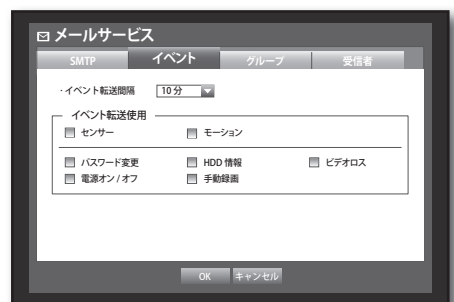 メールサービス
SMTP イベント グループ 受信者
・イベント転送間隔 10 分
イベント転送使用
センサー モーション
パスワード変更 HDD 情報 ビデオロス
電源オン / オフ 手動録画
OK キャンセル